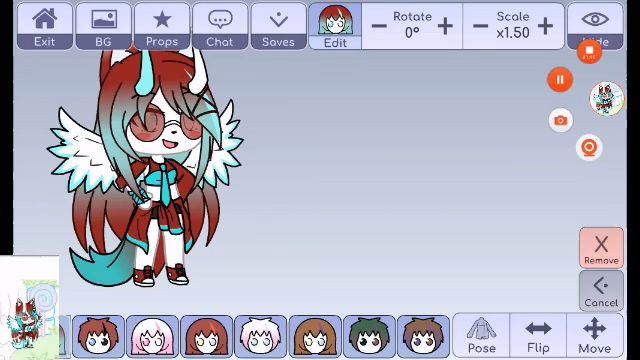 Exit
BG
Props
Chat
Saves
Edit
Rotate
0°
Scale
x1.50
Hide
Remove
Cancel
Pose
Flip
Move